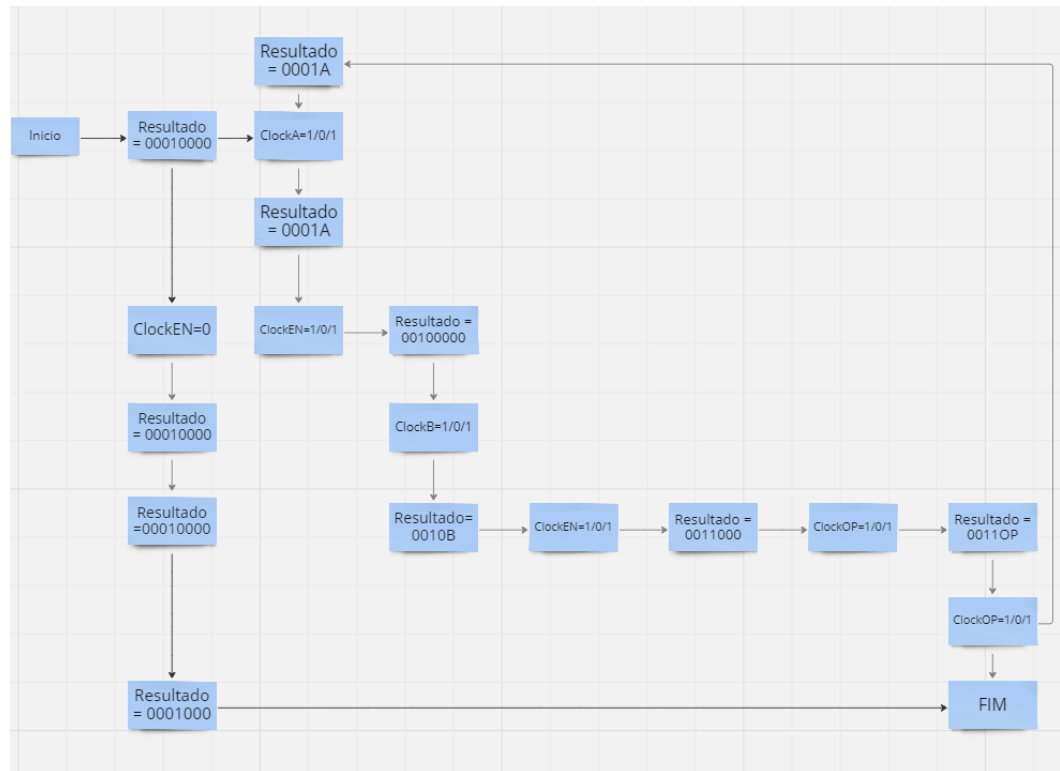 Resultado
= 0001A
Inicio
Resultado
= 00010000
ClockA=1/0/1
Resultado
= 0001A
ClockEN=0
ClockEN=1/0/1
Resultado =
00100000
Resultado
= 00010000
ClockB=1/0/1
Resultado
=00010000
Resultado=
0010B
ClockEN=1/0/1
Resultado =
0011000
ClockOP=1/0/1
Resultado =
0011OP
ClockOP=1/0/1
Resultado
= 0001000
FIM